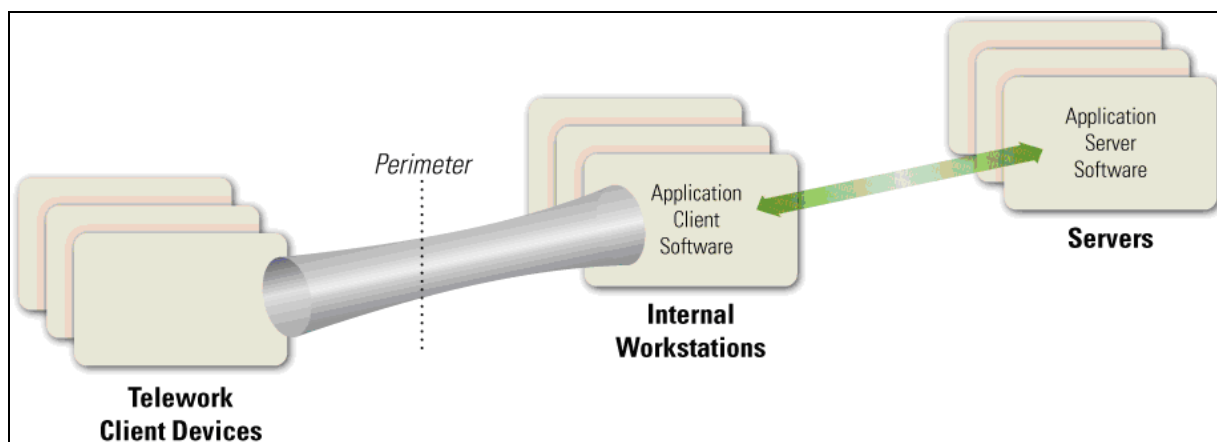 Perimeter
Application
Client
Software
Application
Server
Software
Servers
Internal
Workstations
Telework
Client Devices